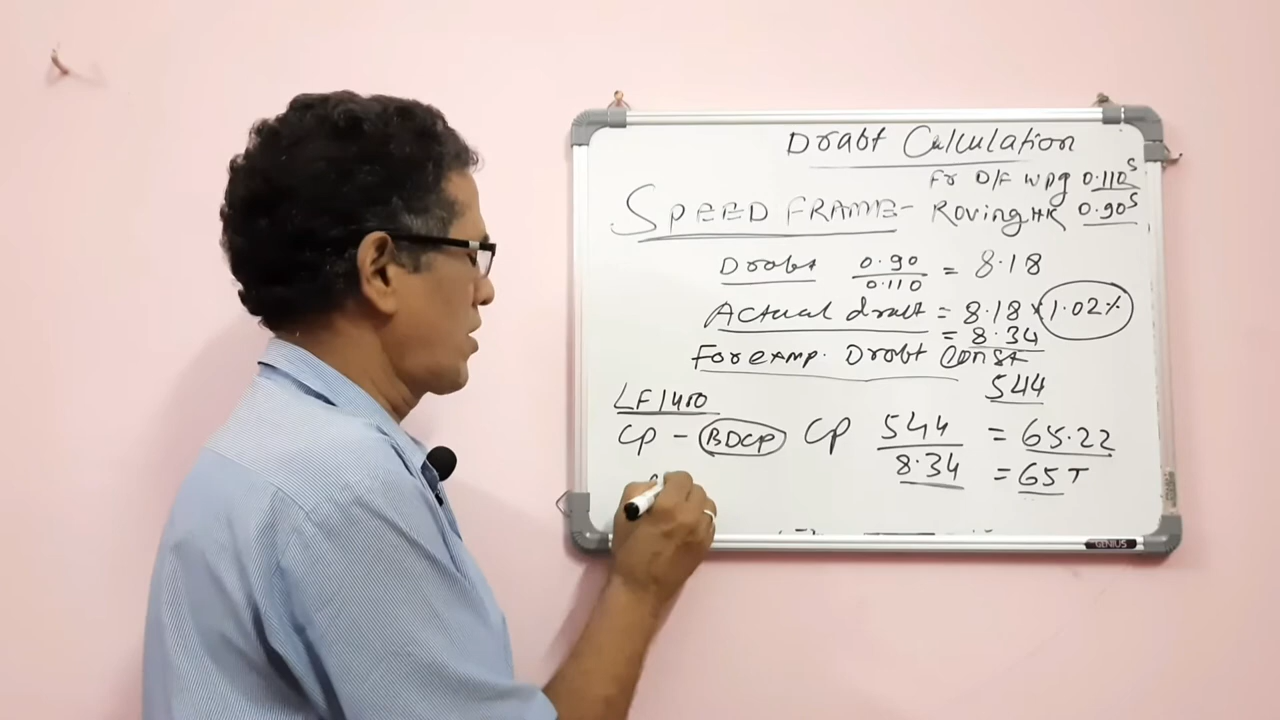 Draft Calculation
Fr D/F wpg 0.110s
SPEED FRAME- Roving HK 0.90s
Draft 0.90/0.110 = 8.18
Actual draft = 8.18 × 1.02%
= 8.34
For examp. Draft Const
544
LF1400
CP - BDCP CP 544/8.34 = 65.22
= 65T
GENIUS